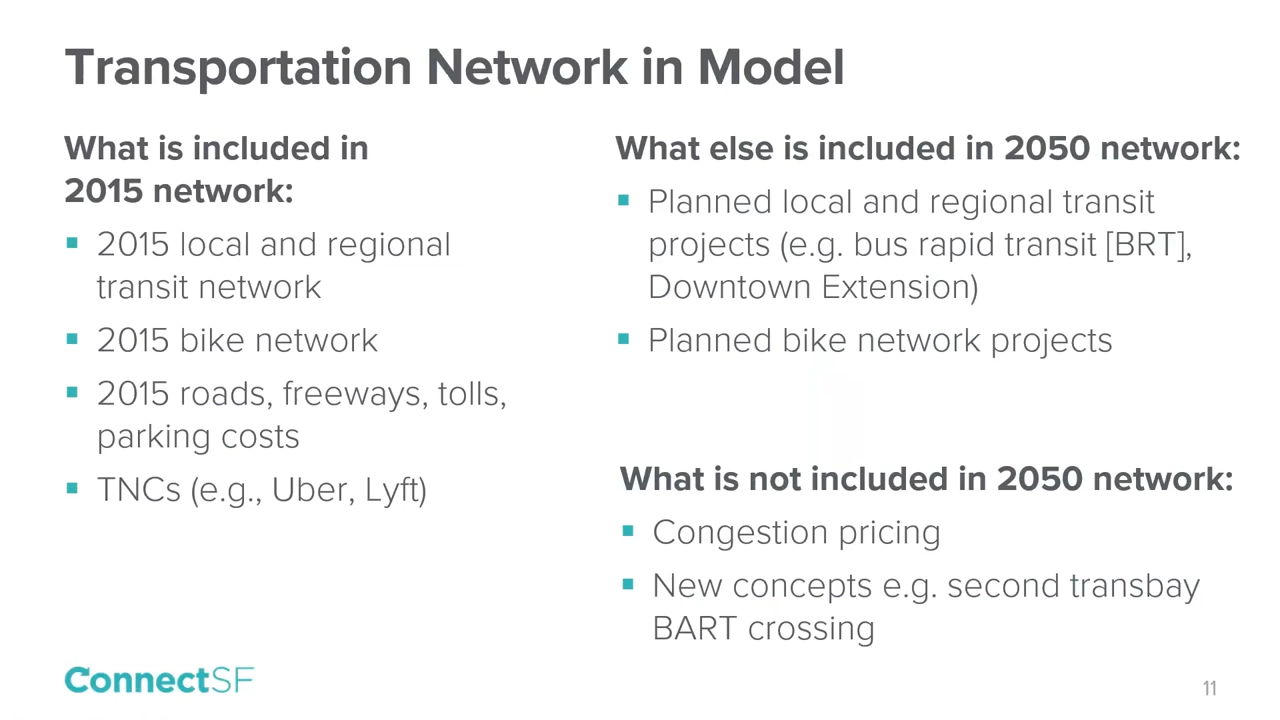 Transportation Network in Model
What is included in
2015 network:
▪ 2015 local and regional
transit network
▪ 2015 bike network
▪ 2015 roads, freeways, tolls,
parking costs
▪ TNCs (e.g., Uber, Lyft)
What else is included in 2050 network:
▪ Planned local and regional transit
projects (e.g. bus rapid transit [BRT],
Downtown Extension)
▪ Planned bike network projects
What is not included in 2050 network:
▪ Congestion pricing
▪ New concepts e.g. second transbay
BART crossing
ConnectSF
11